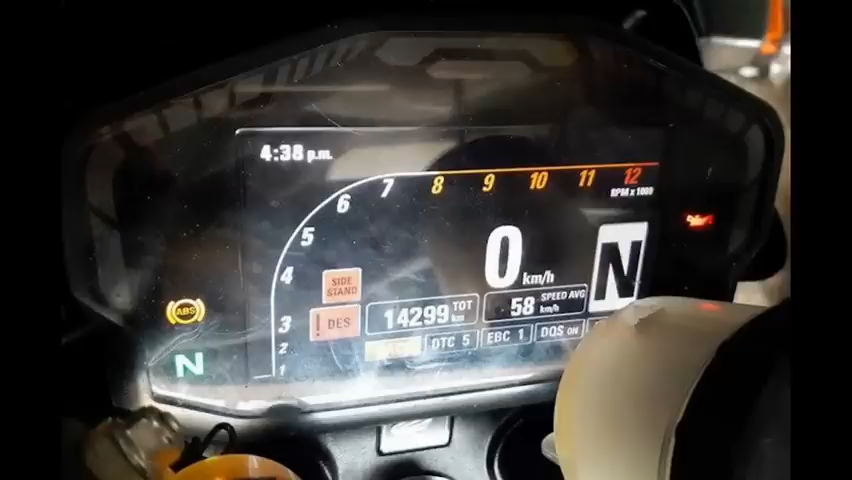 4:38 p.m.
7 8 9 10 11 12
RPM x 1000
6
5
4
3
2
1
0 km/h
N
SIDE STAND
! DES
14299 TOT km
58 SPEED AVG km/h
DTC 5 EBC 1 DQS ON
ABS
N